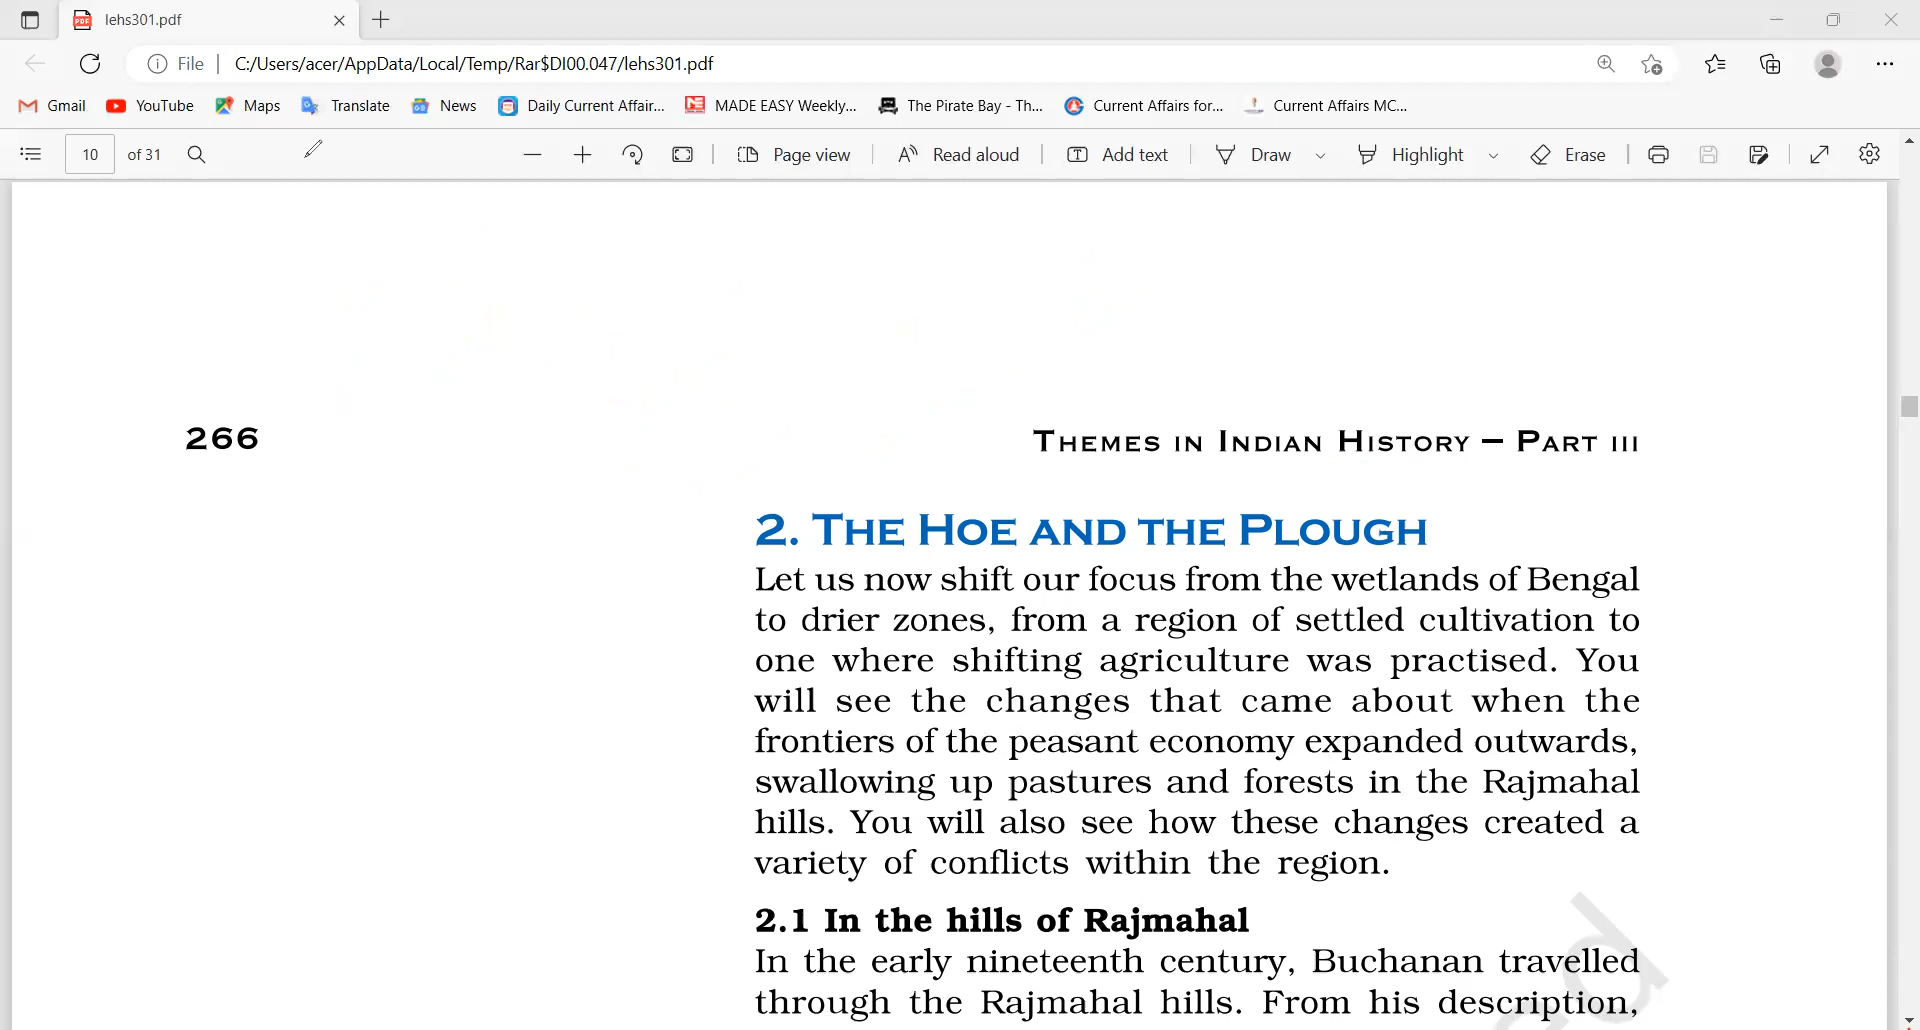 lehs301.pdf
File C:/Users/acer/AppData/Local/Temp/Rar$DI00.047/lehs301.pdf
Gmail YouTube Maps Translate News Daily Current Affair... MADE EASY Weekly... The Pirate Bay - Th... Current Affairs for... Current Affairs MC...
10 of 31 Page view Read aloud Add text Draw Highlight Erase
266 THEMES IN INDIAN HISTORY – PART III
2. THE HOE AND THE PLOUGH
Let us now shift our focus from the wetlands of Bengal
to drier zones, from a region of settled cultivation to
one where shifting agriculture was practised. You
will see the changes that came about when the
frontiers of the peasant economy expanded outwards,
swallowing up pastures and forests in the Rajmahal
hills. You will also see how these changes created a
variety of conflicts within the region.
2.1 In the hills of Rajmahal
In the early nineteenth century, Buchanan travelled
through the Rajmahal hills. From his description,